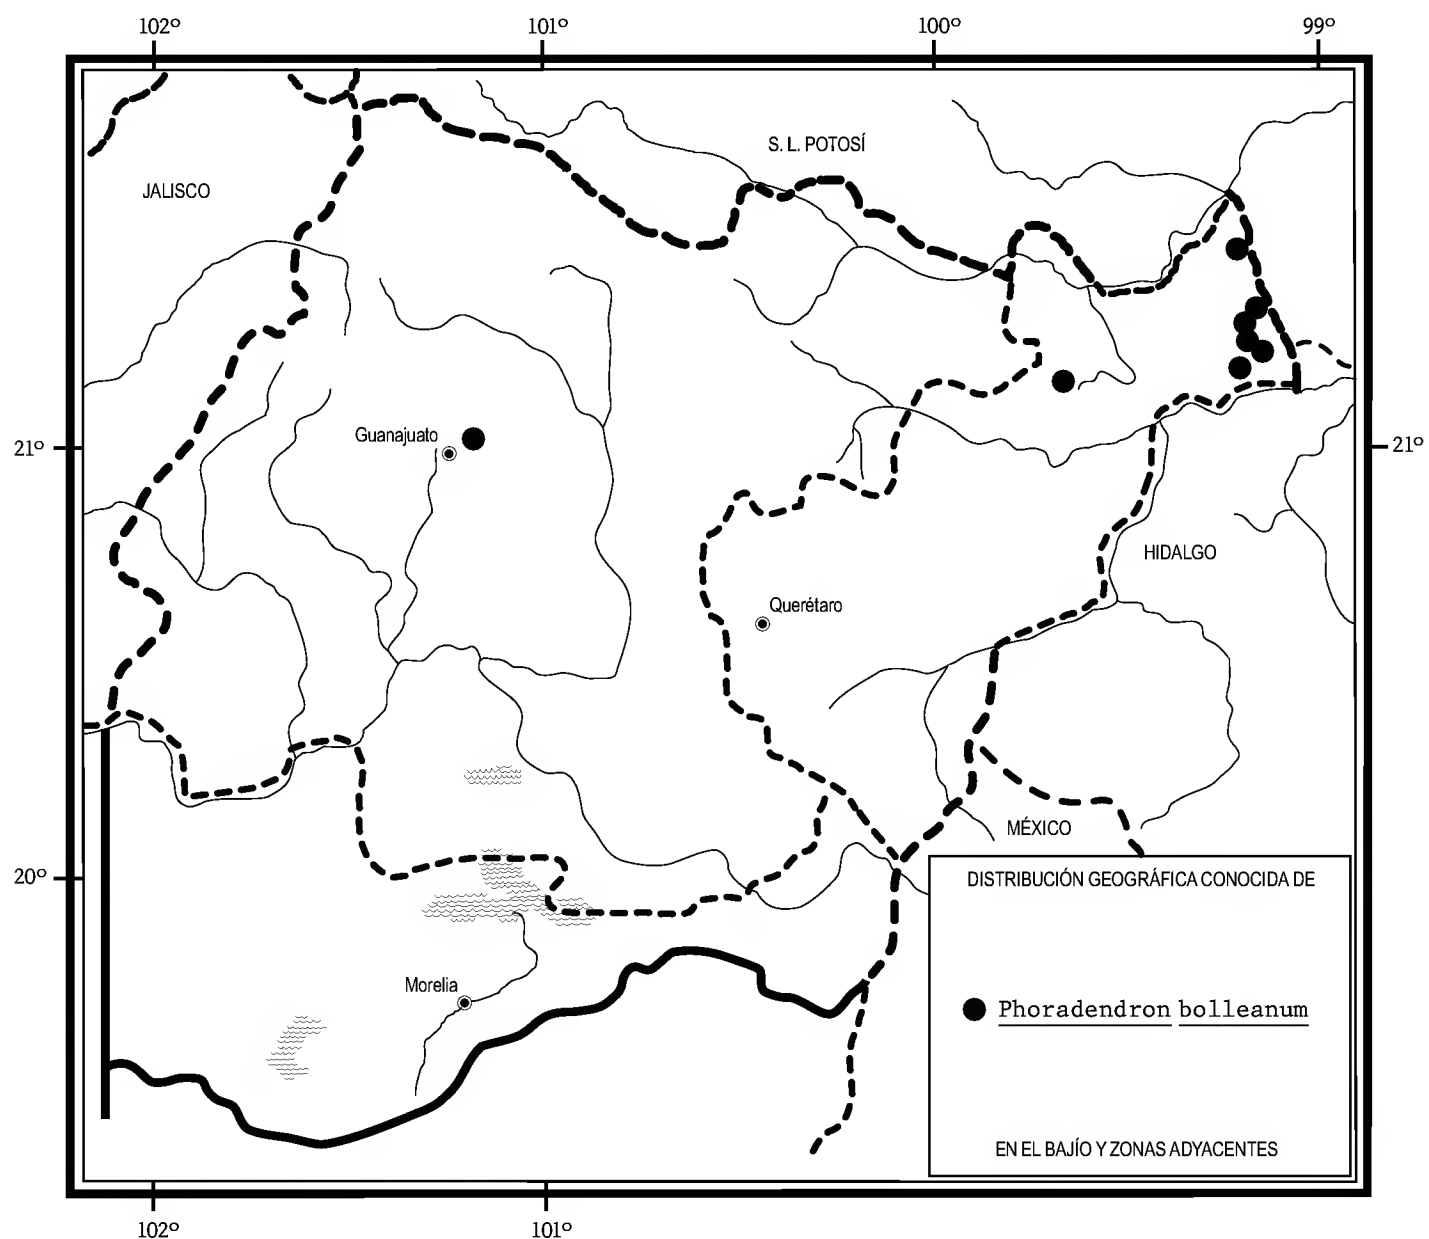 102º 101º 100º 99º
S. L. POTOSÍ
JALISCO
Guanajuato
21º 21º
HIDALGO
Querétaro
MÉXICO
20º
DISTRIBUCIÓN GEOGRÁFICA CONOCIDA DE
Morelia
Phoradendron bolleanum
EN EL BAJÍO Y ZONAS ADYACENTES
102º 101º